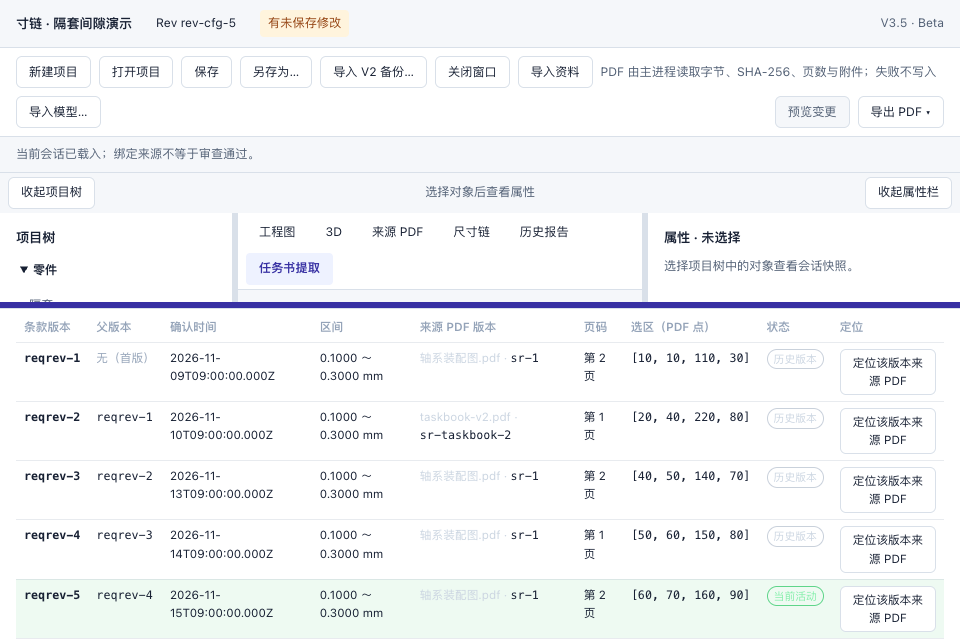 寸链 · 隔套间隙演示 Rev rev-cfg-5 有未保存修改 V3.5 · Beta
新建项目 打开项目 保存 另存为… 导入 V2 备份… 关闭窗口 导入资料 PDF 由主进程读取字节、SHA-256、页数与附件；失败不写入
导入模型… 预览变更 导出 PDF ▾
当前会话已载入；绑定来源不等于审查通过。
收起项目树 选择对象后查看属性 收起属性栏
项目树 工程图 3D 来源 PDF 尺寸链 历史报告 属性 · 未选择
▼ 零件 任务书提取 选择项目树中的对象查看会话快照。
条款版本 父版本 确认时间 区间 来源 PDF 版本 页码 选区（PDF 点） 状态 定位
reqrev-1 无（首版） 2026-11-09T09:00:00.000Z 0.1000 ～ 0.3000 mm 轴系装配图.pdf · sr-1 第 2 页 [10, 10, 110, 30] 历史版本 定位该版本来源 PDF
reqrev-2 reqrev-1 2026-11-10T09:00:00.000Z 0.1000 ～ 0.3000 mm taskbook-v2.pdf · sr-taskbook-2 第 1 页 [20, 40, 220, 80] 历史版本 定位该版本来源 PDF
reqrev-3 reqrev-2 2026-11-13T09:00:00.000Z 0.1000 ～ 0.3000 mm 轴系装配图.pdf · sr-1 第 2 页 [40, 50, 140, 70] 历史版本 定位该版本来源 PDF
reqrev-4 reqrev-3 2026-11-14T09:00:00.000Z 0.1000 ～ 0.3000 mm 轴系装配图.pdf · sr-1 第 1 页 [50, 60, 150, 80] 历史版本 定位该版本来源 PDF
reqrev-5 reqrev-4 2026-11-15T09:00:00.000Z 0.1000 ～ 0.3000 mm 轴系装配图.pdf · sr-1 第 2 页 [60, 70, 160, 90] 当前活动 定位该版本来源 PDF